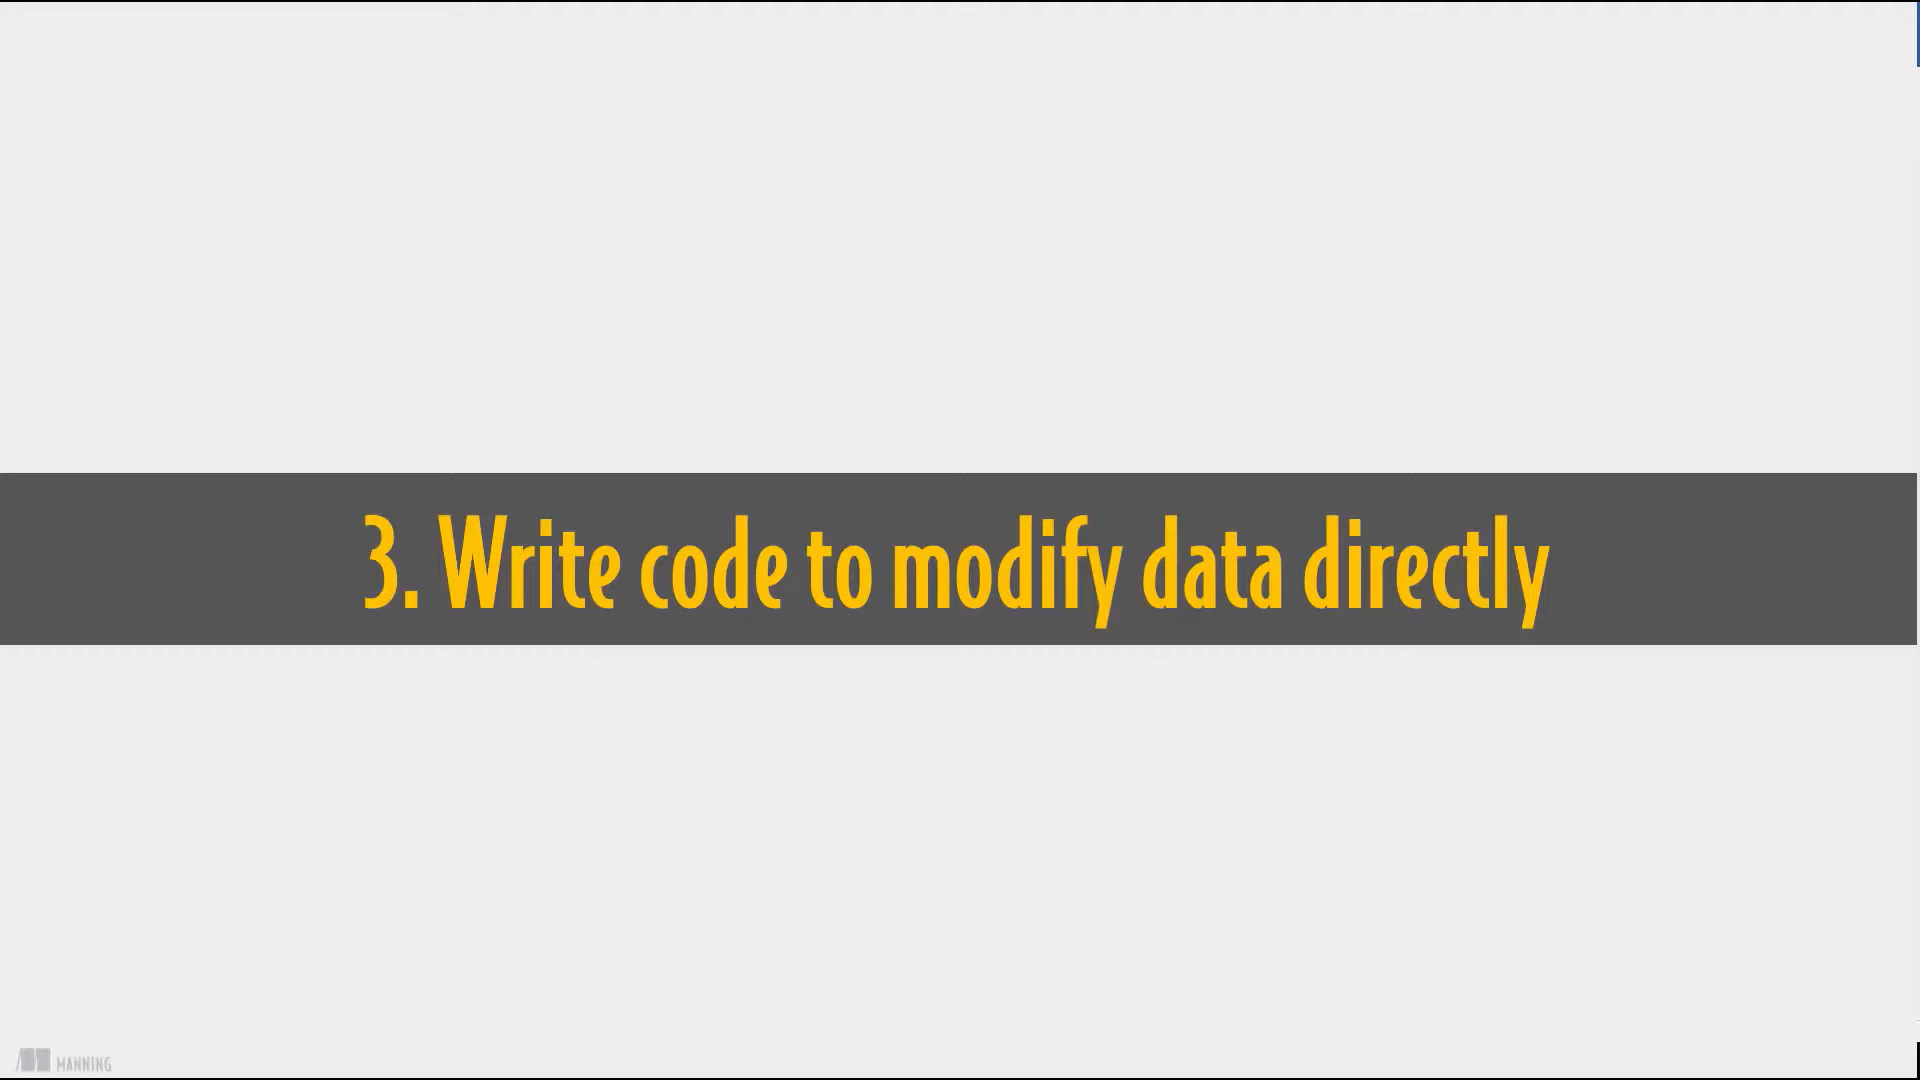 3. Write code to modify data directly
MANNING